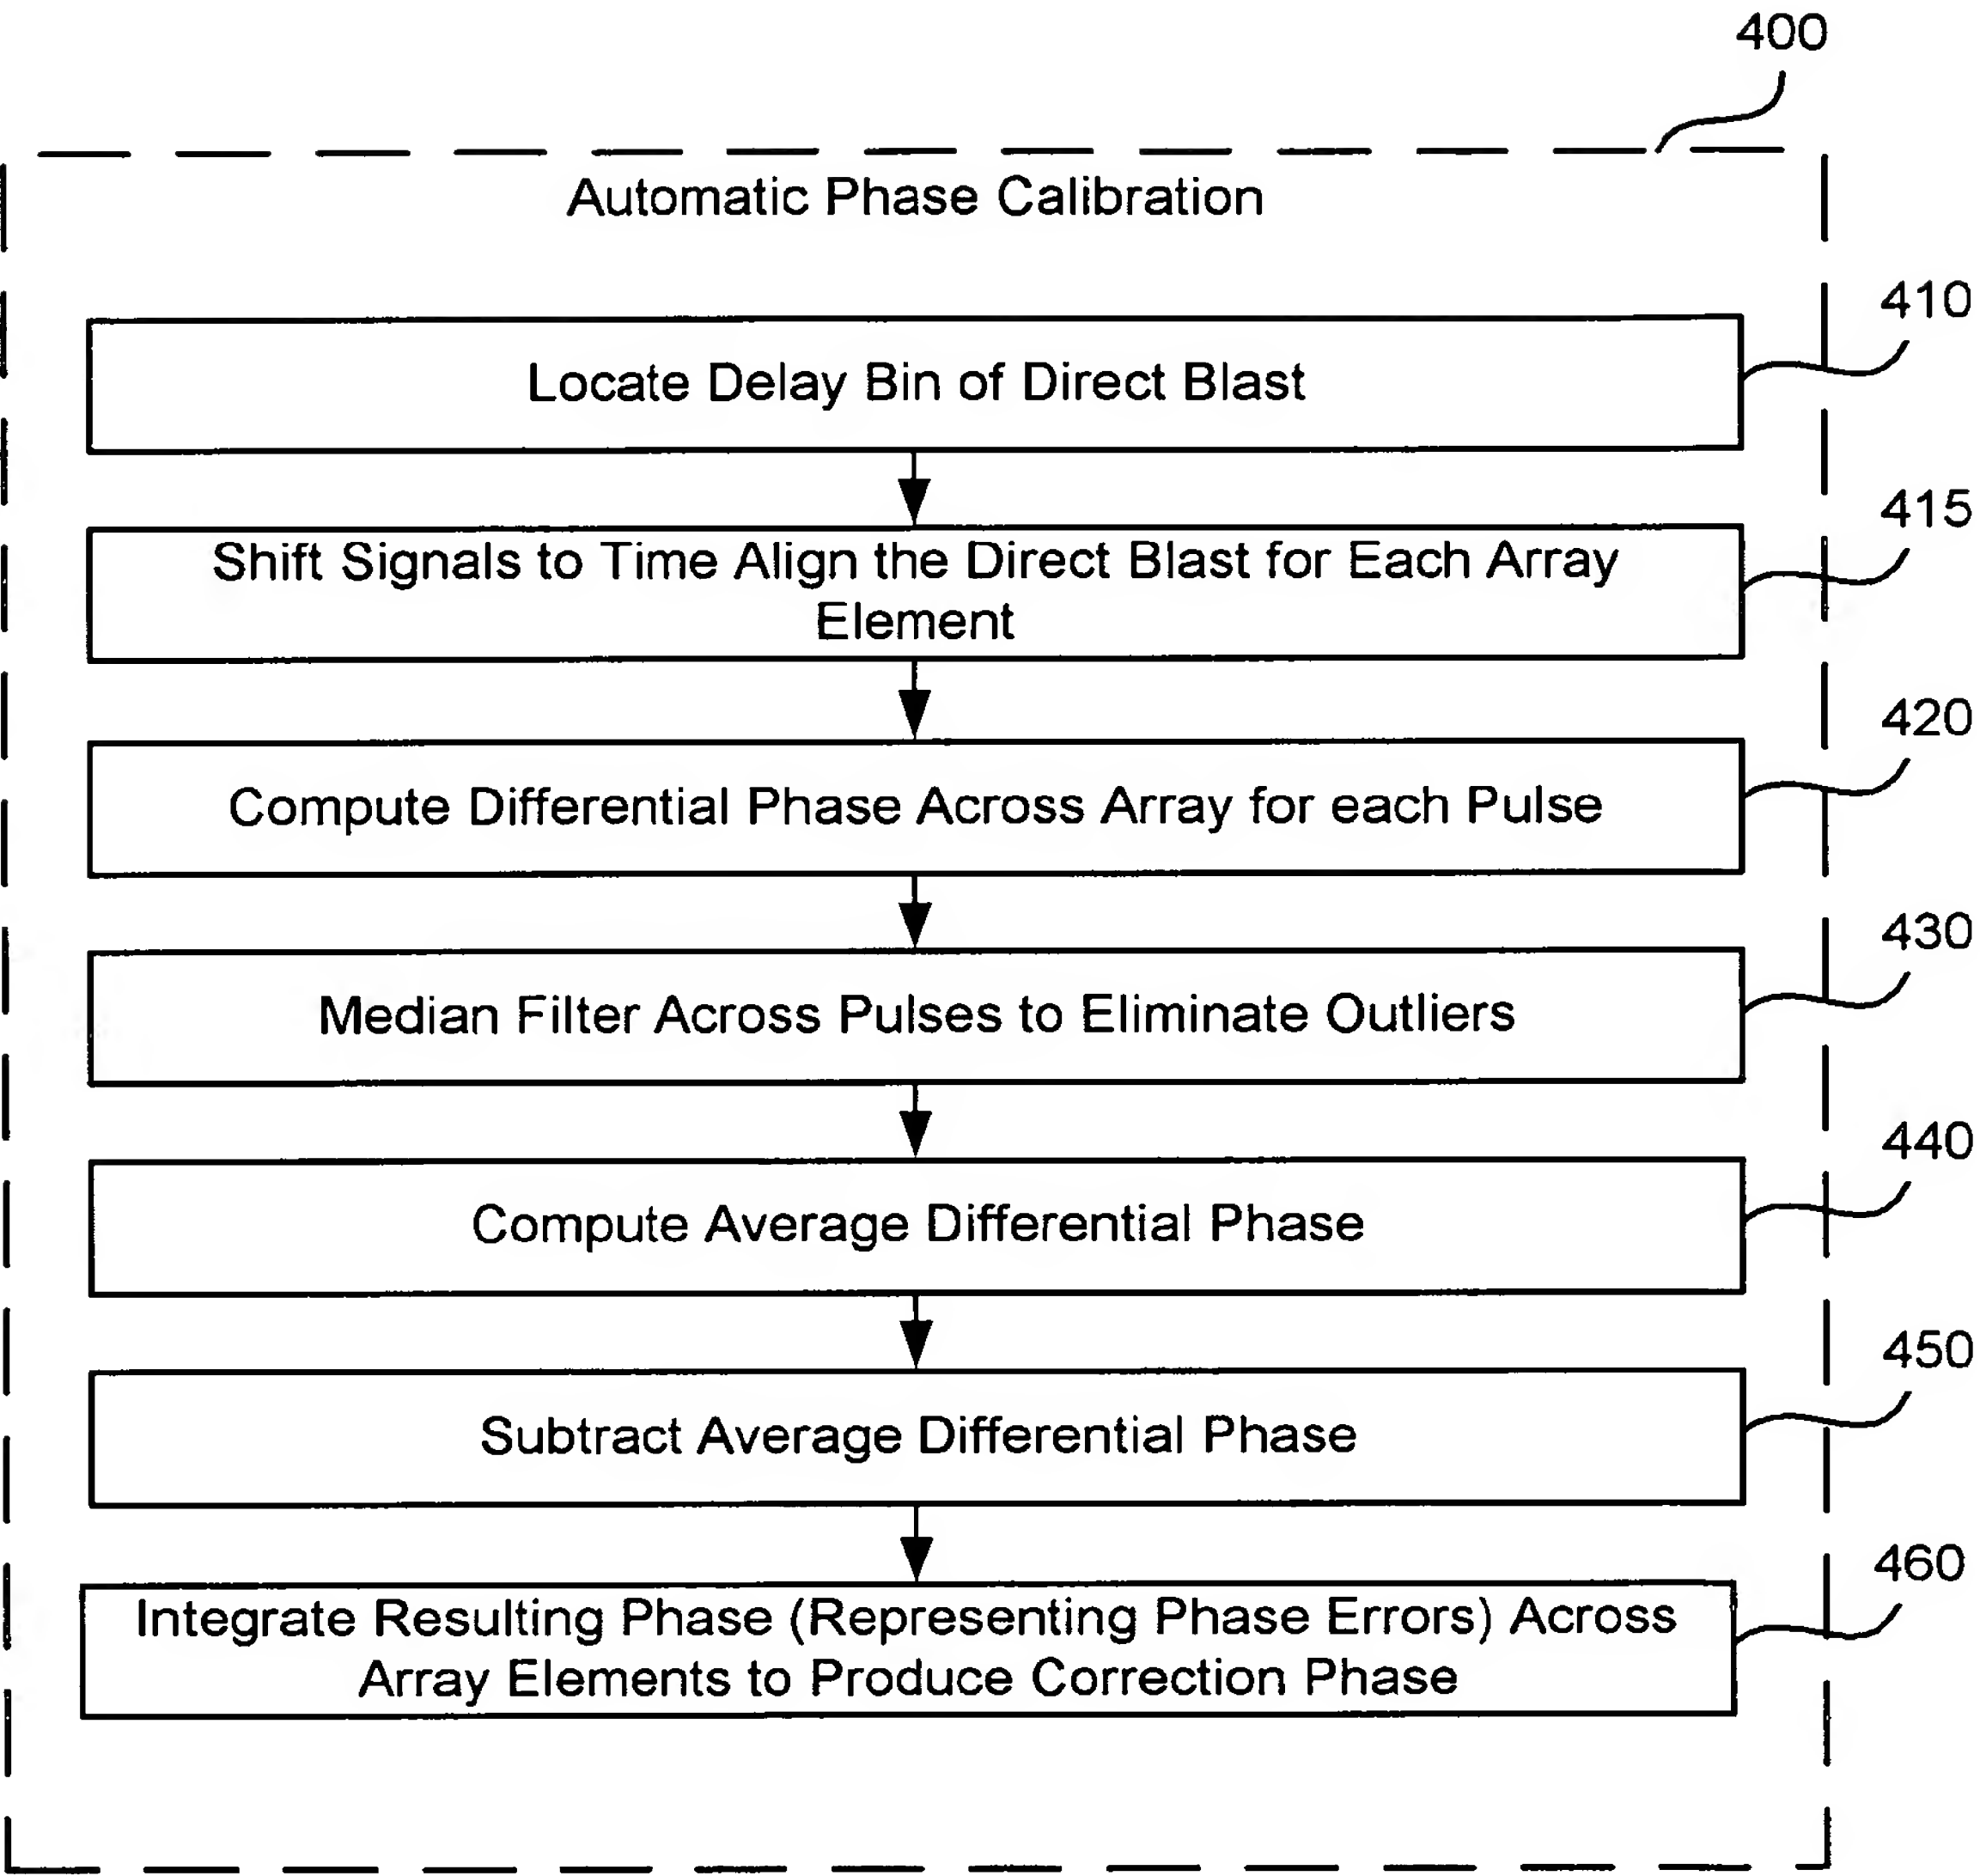 400
Automatic Phase Calibration
410
Locate Delay Bin of Direct Blast
415
Shift Signals to Time Align the Direct Blast for Each Array
Element
420
Compute Differential Phase Across Array for each Pulse
430
Median Filter Across Pulses to Eliminate Outliers
440
Compute Average Differential Phase
450
Subtract Average Differential Phase
460
Integrate Resulting Phase (Representing Phase Errors) Across
Array Elements to Produce Correction Phase